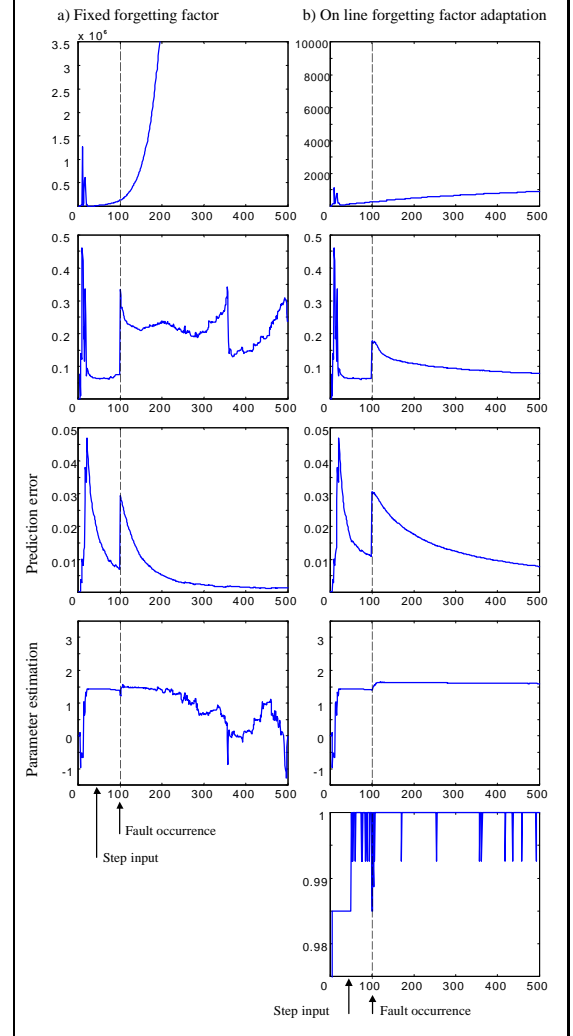 a) Fixed forgetting factor
b) On line forgetting factor adaptation
x 10⁶
3.5
3
2.5
2
1.5
1
0.5
0 100 200 300 400 500
10000
8000
6000
4000
2000
0 100 200 300 400 500
0.5
0.4
0.3
0.2
0.1
0 100 200 300 400 500
0.5
0.4
0.3
0.2
0.1
0 100 200 300 400 500
Prediction error
0.05
0.04
0.03
0.02
0.01
0 100 200 300 400 500
0.05
0.04
0.03
0.02
0.01
0 100 200 300 400 500
Parameter estimation
3
2
1
0
-1
0 100 200 300 400 500
3
2
1
0
-1
0 100 200 300 400 500
Fault occurrence
Step input
1
0.99
0.98
0 100 200 300 400 500
Step input
Fault occurrence